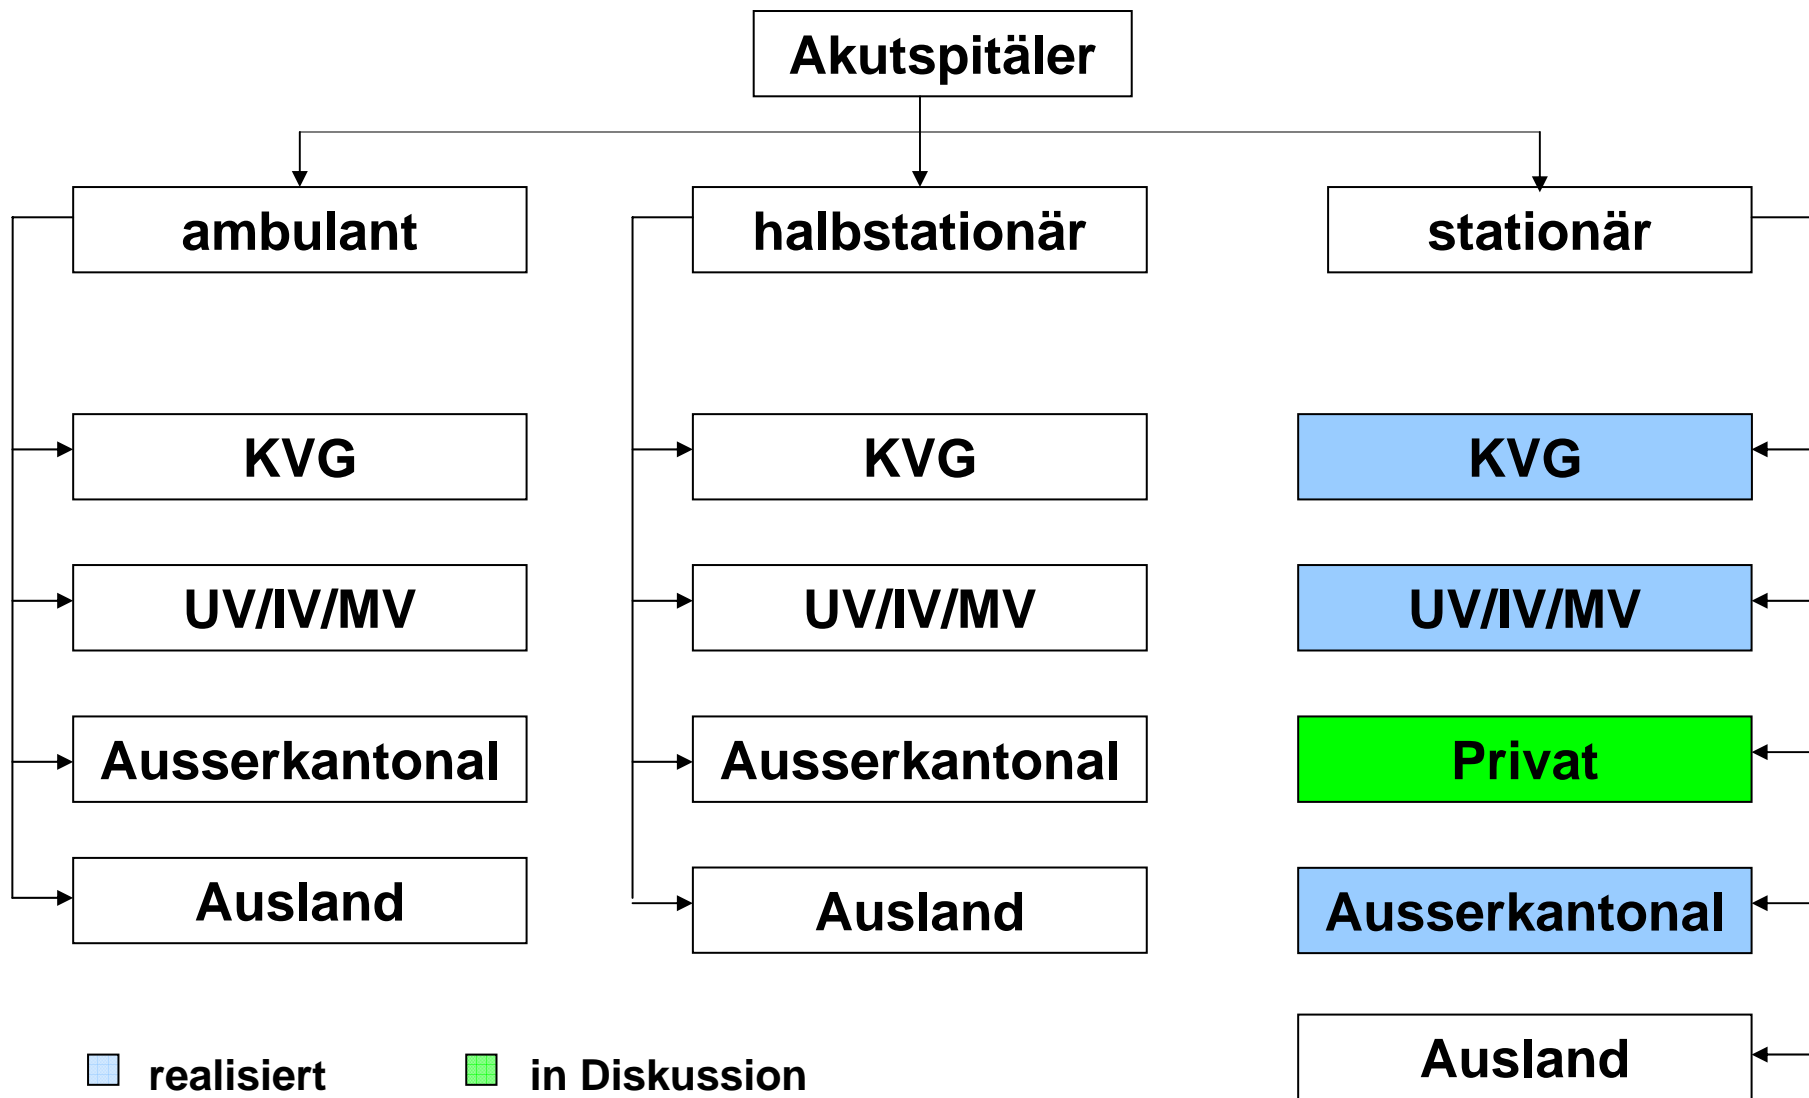 Akutspitäler
ambulant
halbstationär
stationär
KVG
KVG
KVG
UV/IV/MV
UV/IV/MV
UV/IV/MV
Ausserkantonal
Ausserkantonal
Privat
Ausland
Ausland
Ausserkantonal
Ausland
realisiert
in Diskussion